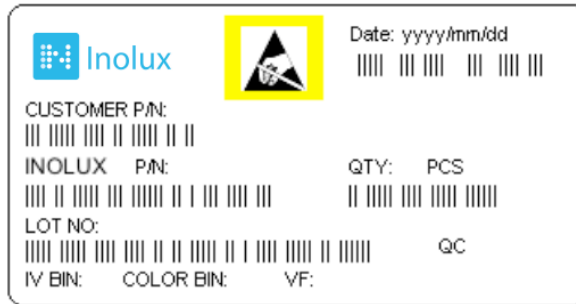 Inolux
Date: yyyy/mm/dd
CUSTOMER P/N:
INOLUX P/N:
QTY: PCS
LOT NO:
QC
IV BIN: COLOR BIN: VF: